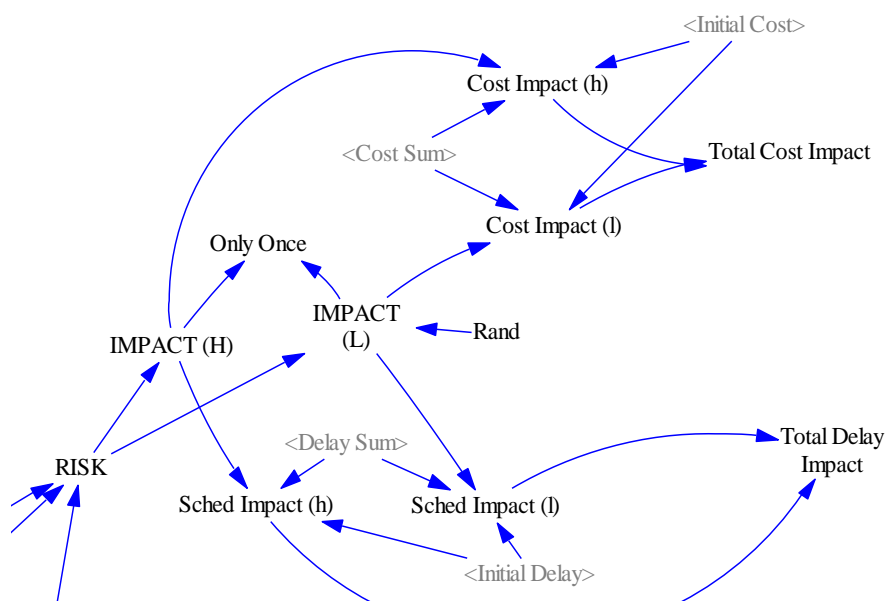 <Initial Cost>
Cost Impact (h)
<Cost Sum>
Total Cost Impact
Cost Impact (l)
Only Once
IMPACT
(L)
Rand
IMPACT (H)
<Delay Sum>
Total Delay
Impact
RISK
Sched Impact (h)
Sched Impact (l)
<Initial Delay>